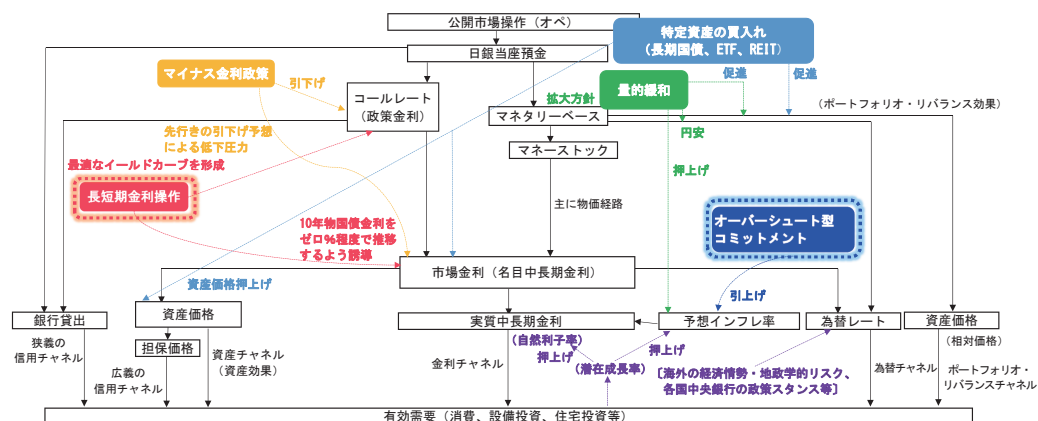 公開市場操作（オペ）
特定資産の買入れ
（長期国債、ETF、REIT）
日銀当座預金
マイナス金利政策
引下げ
促進
促進
量的緩和
コールレート
（政策金利）
拡大方針
マネタリーベース
（ポートフォリオ・リバランス効果）
先行きの引下げ予想
による低下圧力
円安
マネーストック
最適なイールドカーブを形成
押上げ
長短期金利操作
主に物価経路
オーバーシュート型
コミットメント
10年物国債金利を
ゼロ％程度で推移
するよう誘導
市場金利（名目中長期金利）
資産価格押上げ
引上げ
銀行貸出
資産価格
実質中長期金利
予想インフレ率
為替レート
資産価格
（相対価格）
狭義の
信用チャネル
担保価格
（自然利子率）
押上げ
押上げ
資産チャネル
（資産効果）
金利チャネル
（潜在成長率）
広義の
信用チャネル
〔海外の経済情勢・地政学的リスク、
各国中央銀行の政策スタンス等〕
為替チャネル
ポートフォリオ・
リバランスチャネル
有効需要（消費、設備投資、住宅投資等）